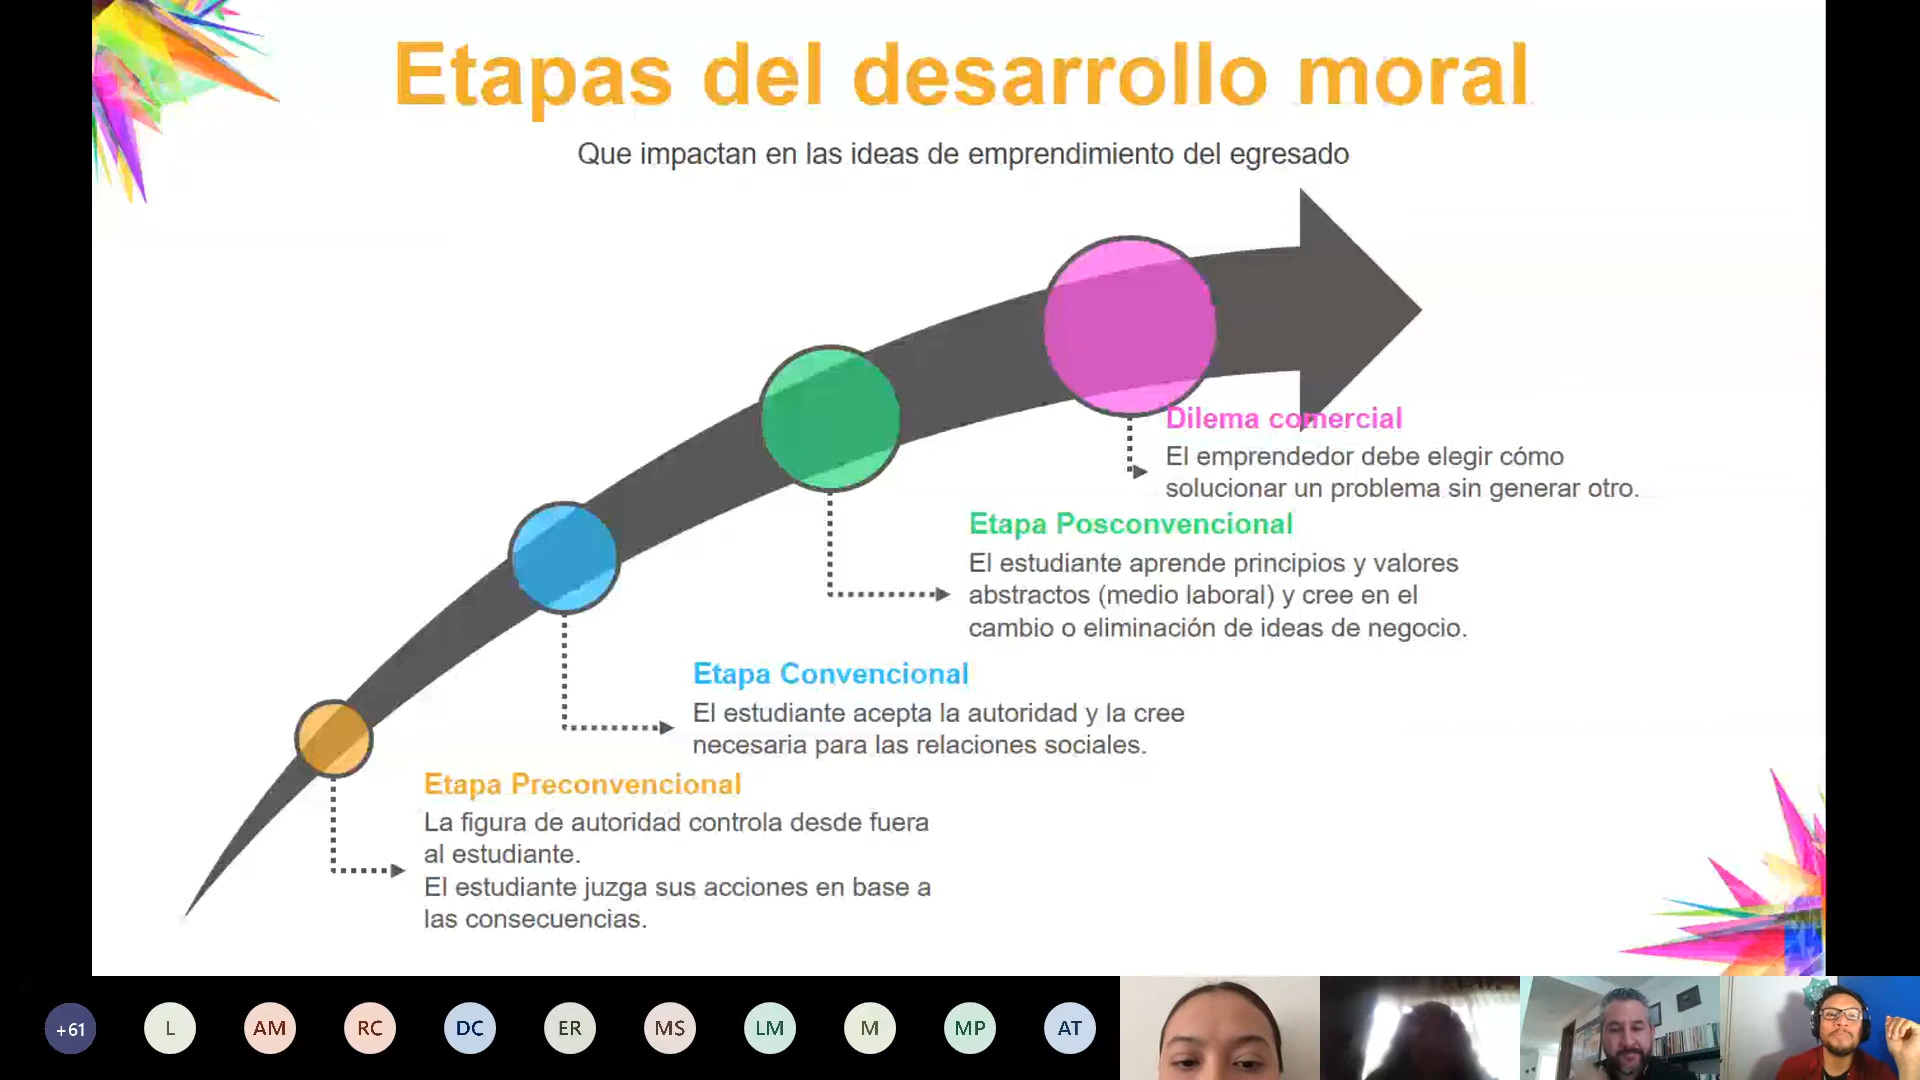 Etapas del desarrollo moral
Que impactan en las ideas de emprendimiento del egresado
Dilema comercial
El emprendedor debe elegir cómo
solucionar un problema sin generar otro.
Etapa Posconvencional
El estudiante aprende principios y valores
abstractos (medio laboral) y cree en el
cambio o eliminación de ideas de negocio.
Etapa Convencional
El estudiante acepta la autoridad y la cree
necesaria para las relaciones sociales.
Etapa Preconvencional
La figura de autoridad controla desde fuera
al estudiante.
El estudiante juzga sus acciones en base a
las consecuencias.
+61 L AM RC DC ER MS LM M MP AT